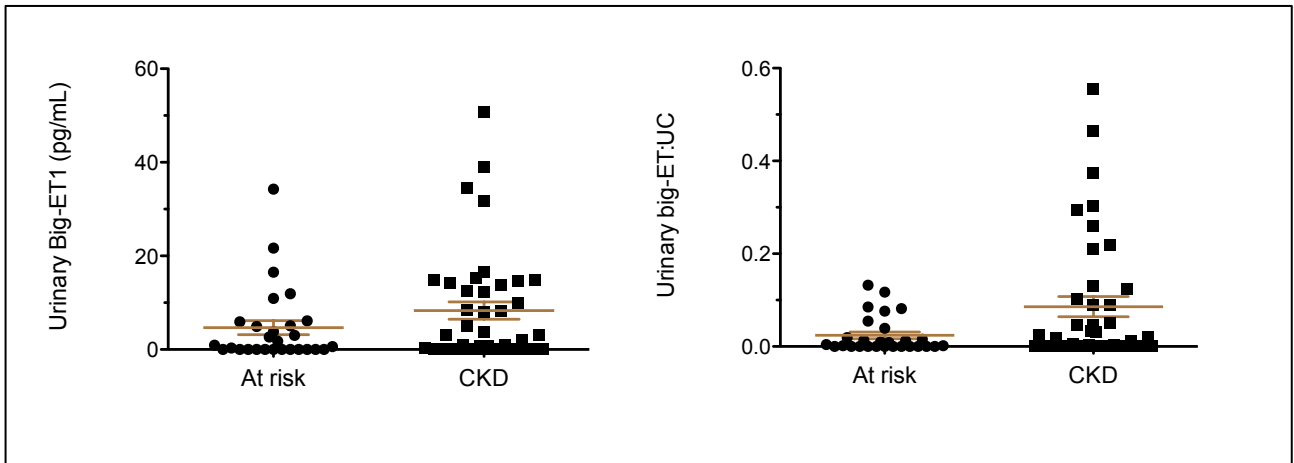 Urinary Big-ET1 (pg/mL)
60
40
20
0
At risk
CKD
Urinary big-ET:UC
0.6
0.4
0.2
0.0
At risk
CKD